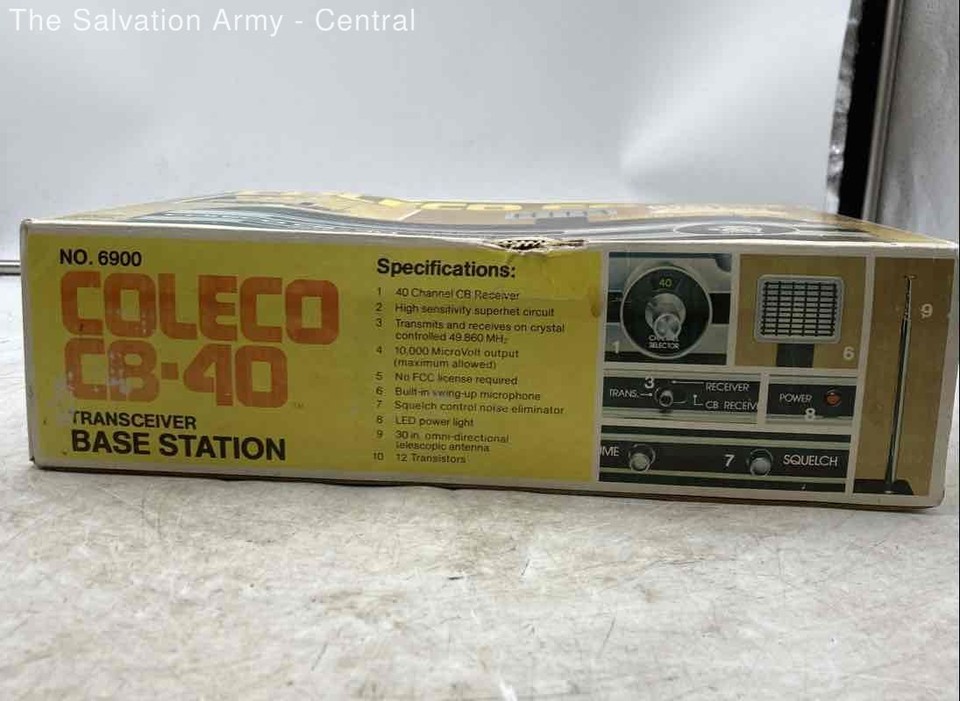 The Salvation Army - Central
NO. 6900
COLECO
CB•40
TRANSCEIVER
BASE STATION
Specifications:
1 40 Channel CB Receiver
2 High sensitivity superhet circuit
3 Transmits and receives on crystal
controlled 49.860 MHz
4 10,000 MicroVolt output
(maximum allowed)
5 No FCC license required
6 Built-in swing-up microphone
7 Squelch control noise eliminator
8 LED power light
9 30 in. omni-directional
telescopic antenna
10 12 Transistors
40
CHANNEL
SELECTOR
1
6
9
3
TRANS.
RECEIVER
CB RECEIV
POWER
8
ME
7
SQUELCH